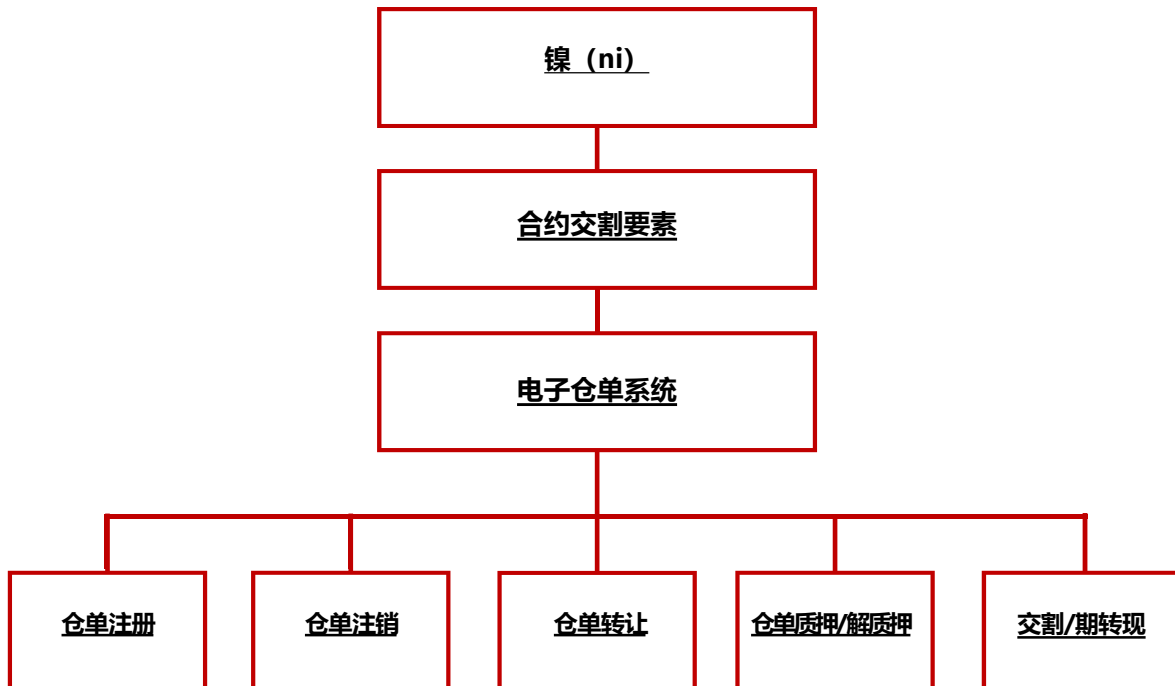 镍（ni）
合约交割要素
电子仓单系统
仓单注册
仓单注销
仓单转让
仓单质押/解质押
交割/期转现